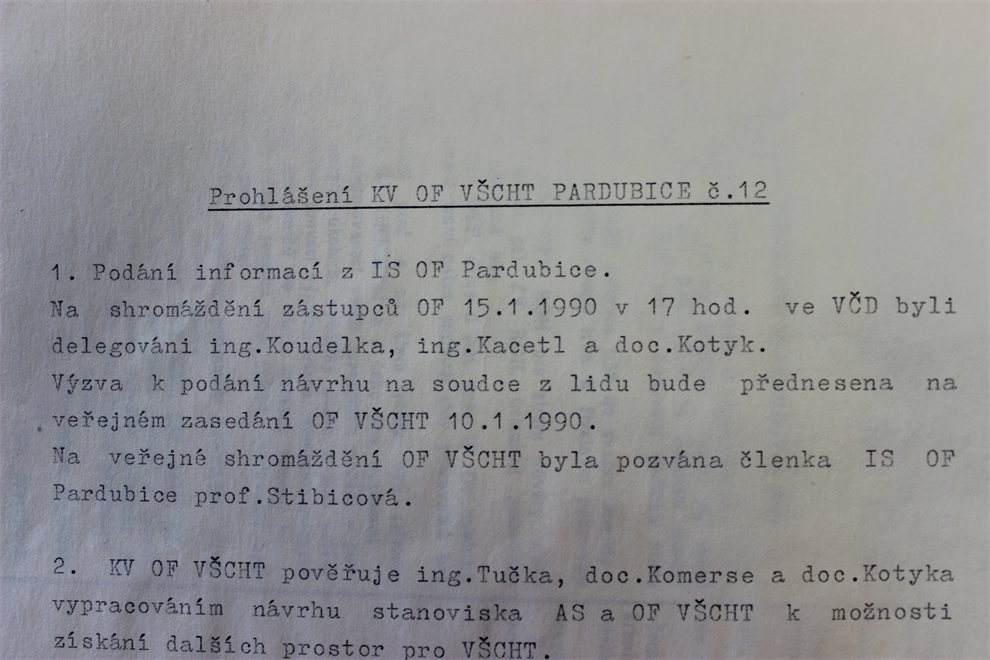 Prohlášení KV OF VŠCHT PARDUBICE č.12
1. Podání informací z IS OF Pardubice.
Na shromáždění zástupců OF 15.1.1990 v 17 hod. ve VČD byli
delegováni ing.Koudelka, ing.Kacetl a doc.Kotyk.
Výzva k podání návrhu na soudce z lidu bude přednesena na
veřejném zasedání OF VŠCHT 10.1.1990.
Na veřejné shromáždění OF VŠCHT byla pozvána členka IS OF
Pardubice prof.Stibicová.
2. KV OF VŠCHT pověřuje ing.Tučka, doc.Komerse a doc.Kotyka
vypracováním návrhu stanoviska AS a OF VŠCHT k možnosti
získání dalších prostor pro VŠCHT.